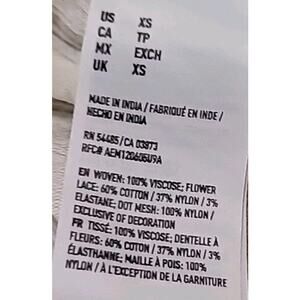 US XS
CA TP
MX EXCH
UK XS
MADE IN INDIA / FABRIQUÉ EN INDE /
HECHO EN INDIA
RN 54485/CA 03873
RFC# AEM120605U9A
EN WOVEN: 100% VISCOSE; FLOWER
LACE: 60% COTTON / 37% NYLON / 3%
ELASTANE; DOT MESH: 100% NYLON /
EXCLUSIVE OF DECORATION
FR TISSÉ: 100% VISCOSE; DENTELLE À
FLEURS: 60% COTON / 37% NYLON / 3%
ÉLASTHANNE; MAILLE À POIS: 100%
NYLON / À L'EXCEPTION DE LA GARNITURE